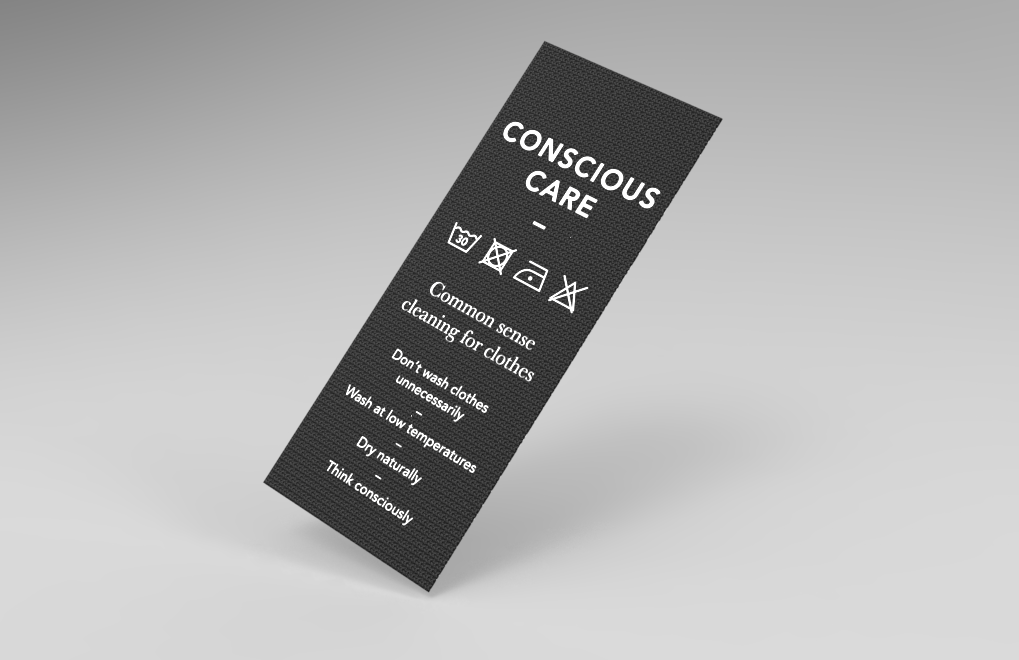 CONSCIOUS
CARE
–
30
Common sense
cleaning for clothes
Don't wash clothes
unnecessarily
–
Wash at low temperatures
–
Dry naturally
–
Think consciously